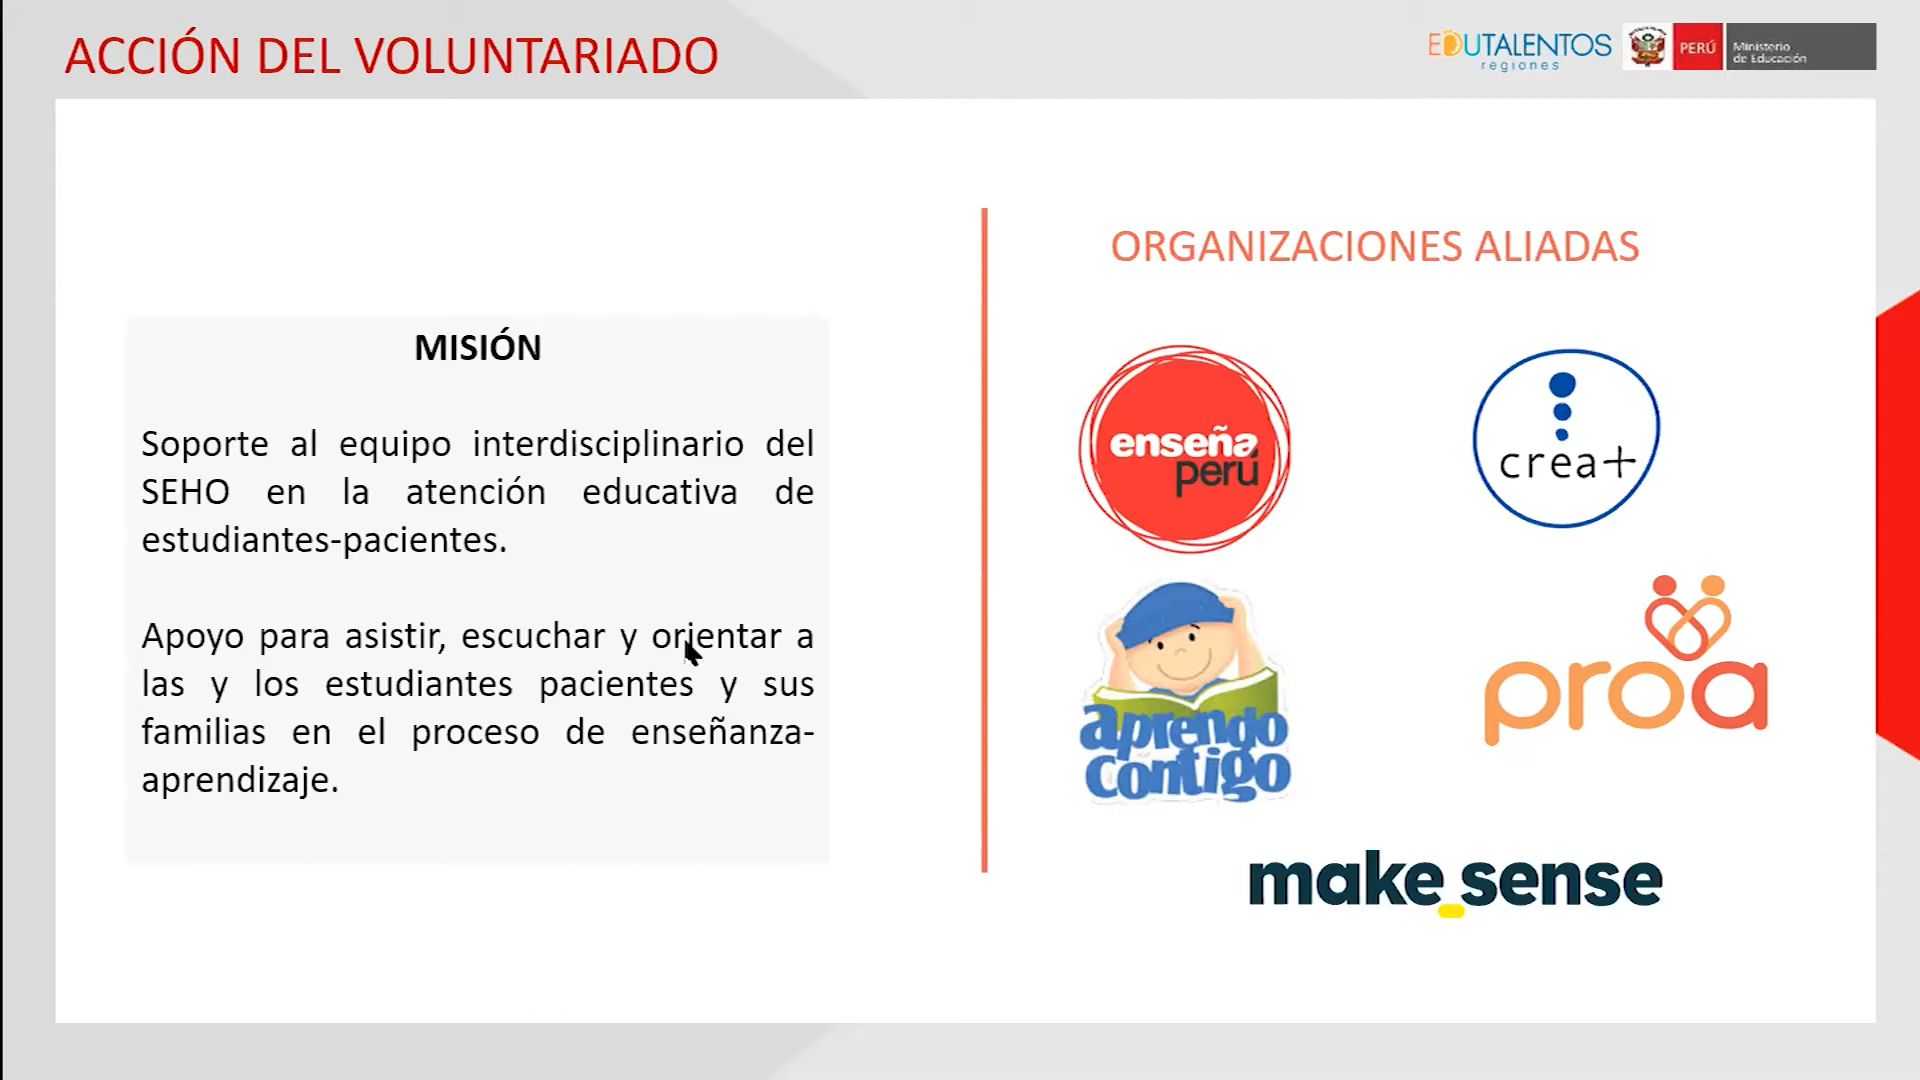 ACCIÓN DEL VOLUNTARIADO
EDUTALENTOS
regiones
PERÚ
Ministerio
de Educación
MISIÓN
Soporte al equipo interdisciplinario del
SEHO en la atención educativa de
estudiantes-pacientes.
Apoyo para asistir, escuchar y orientar a
las y los estudiantes pacientes y sus
familias en el proceso de enseñanza-
aprendizaje.
ORGANIZACIONES ALIADAS
enseña
perú
crea+
aprendo
contigo
proa
make_sense